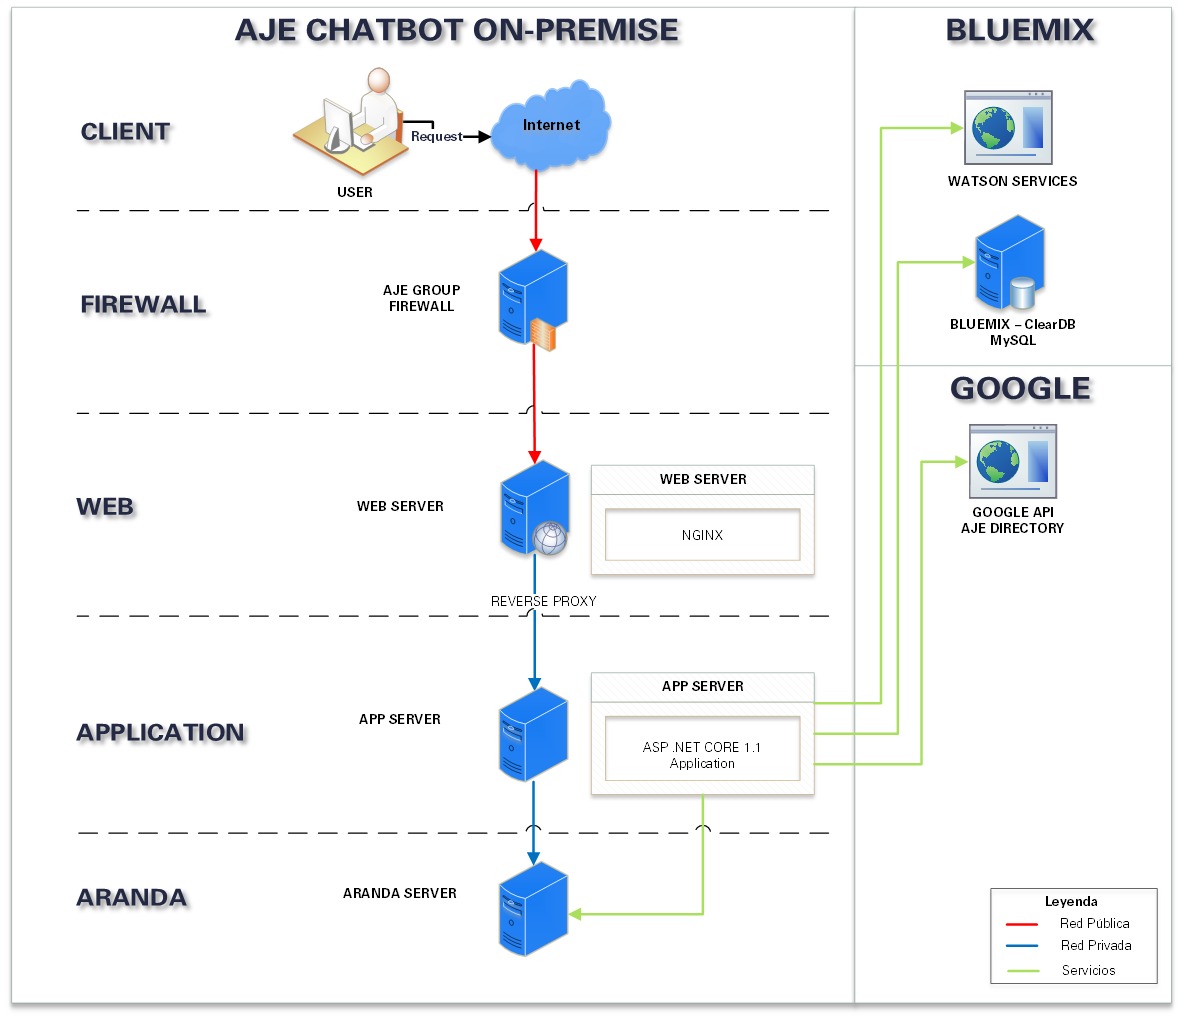 AJE CHATBOT ON-PREMISE
CLIENT
Request
Internet
USER
FIREWALL
AJE GROUP
FIREWALL
WEB
WEB SERVER
WEB SERVER
NGINX
REVERSE PROXY
APPLICATION
APP SERVER
APP SERVER
ASP .NET CORE 1.1
Application
ARANDA
ARANDA SERVER
BLUEMIX
WATSON SERVICES
BLUEMIX – ClearDB
MySQL
GOOGLE
GOOGLE API
AJE DIRECTORY
Leyenda
Red Pública
Red Privada
Servicios